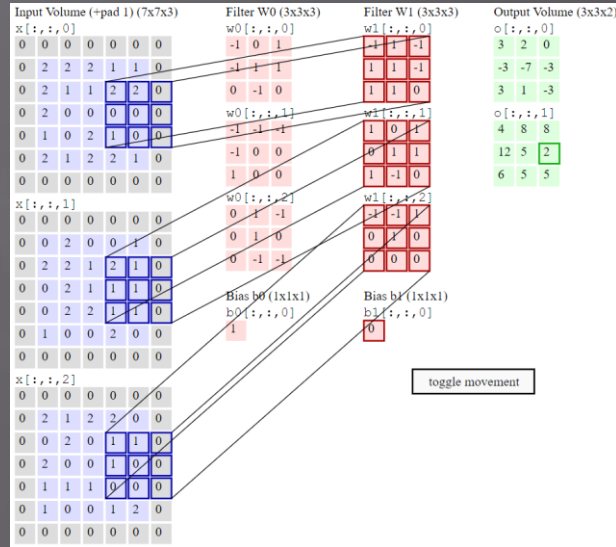 Input Volume (+pad 1) (7x7x3)
x[:,:,0]
0 0 0 0 0 0 0
0 2 2 2 1 1 0
0 2 1 1 2 2 0
0 2 0 0 0 0 0
0 1 0 2 1 0 0
0 2 1 2 2 1 0
0 0 0 0 0 0 0
x[:,:,1]
0 0 0 0 0 0 0
0 0 2 0 0 1 0
0 2 2 1 2 1 0
0 0 2 1 1 1 0
0 0 2 2 1 1 0
0 1 0 0 2 0 0
0 0 0 0 0 0 0
x[:,:,2]
0 0 0 0 0 0 0
0 2 1 2 2 0 0
0 0 2 0 1 1 0
0 2 0 0 1 0 0
0 1 1 1 0 0 0
0 1 0 0 1 2 0
0 0 0 0 0 0 0
Filter W0 (3x3x3)
w0[:,:,0]
-1 0 1
-1 1 1
0 -1 0
w0[:,:,1]
-1 -1 -1
-1 0 0
1 0 0
w0[:,:,2]
0 1 -1
0 1 0
0 -1 -1
Bias b0 (1x1x1)
b0[:,:,0]
1
Filter W1 (3x3x3)
w1[:,:,0]
-1 1 -1
1 1 -1
1 1 0
w1[:,:,1]
1 0 1
0 1 1
1 -1 0
w1[:,:,2]
-1 -1 1
0 1 0
0 0 0
Bias b1 (1x1x1)
b1[:,:,0]
0
Output Volume (3x3x2)
o[:,:,0]
3 2 0
-3 -7 -3
3 1 -3
o[:,:,1]
4 8 8
12 5 2
6 5 5
toggle movement